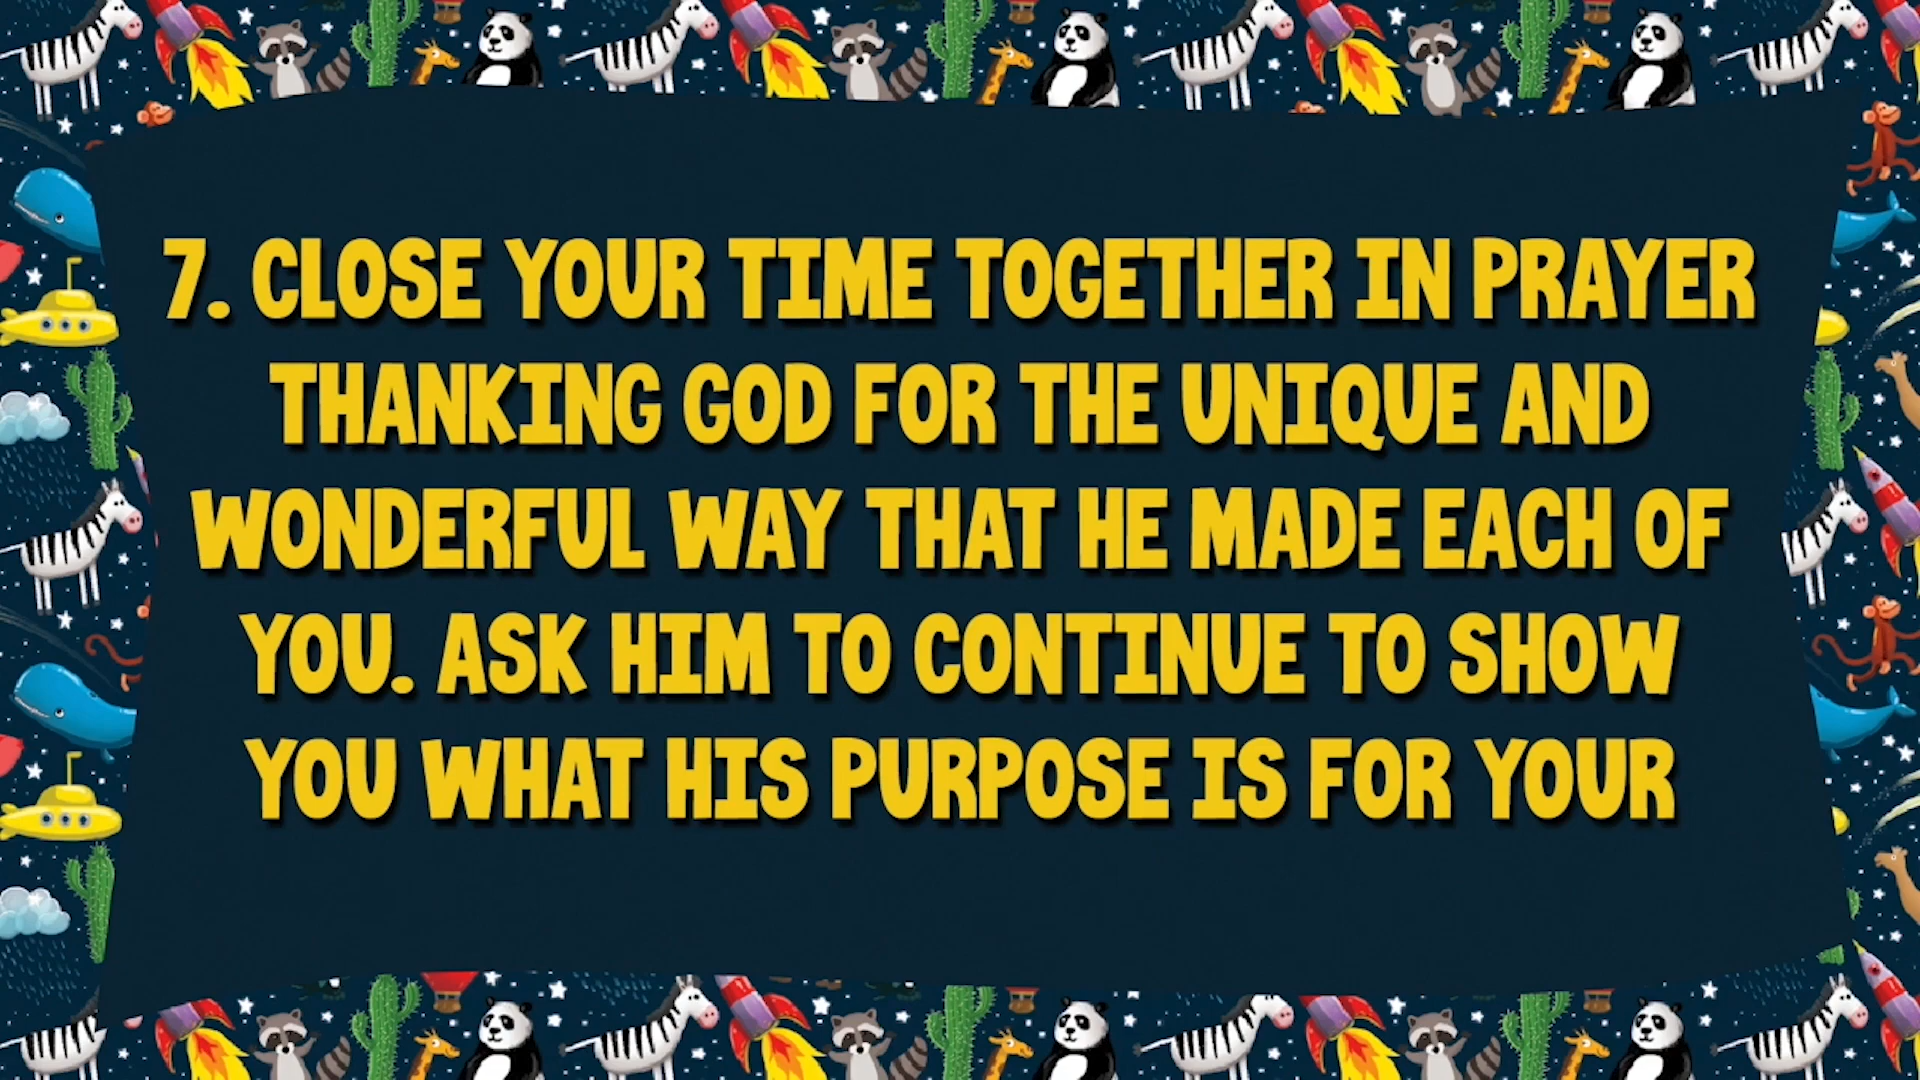 7. CLOSE YOUR TIME TOGETHER IN PRAYER
THANKING GOD FOR THE UNIQUE AND
WONDERFUL WAY THAT HE MADE EACH OF
YOU. ASK HIM TO CONTINUE TO SHOW
YOU WHAT HIS PURPOSE IS FOR YOUR